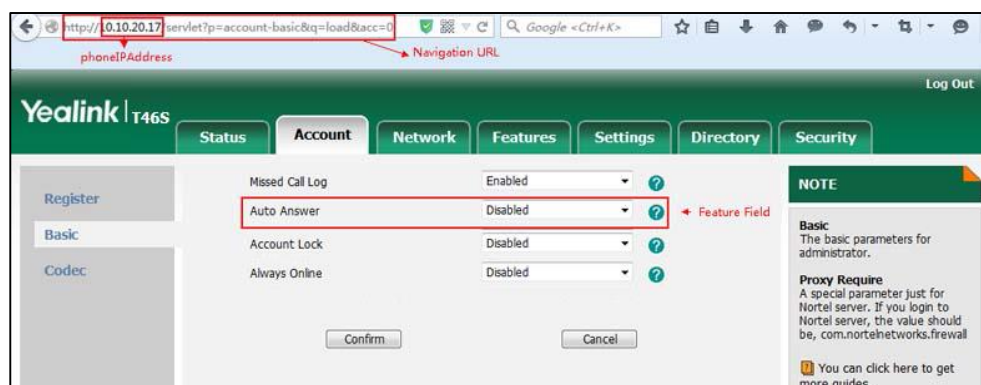 http://10.10.20.17/servlet?p=account-basic&q=load&acc=0
Google <Ctrl+K>
phoneIPAddress
Navigation URL
Log Out
Yealink T46S
Status
Account
Network
Features
Settings
Directory
Security
Register
Basic
Codec
Missed Call Log
Enabled
Auto Answer
Disabled
Feature Field
Account Lock
Disabled
Always Online
Disabled
Confirm
Cancel
NOTE
Basic
The basic parameters for
administrator.
Proxy Require
A special parameter just for
Nortel server. If you login to
Nortel server, the value should
be, com.nortelnetworks.firewall
You can click here to get
more guides